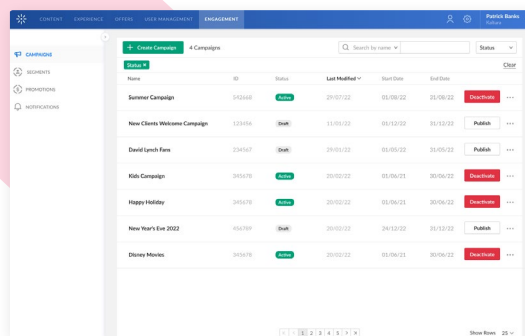 CONTENT EXPERIENCE OFFERS USER MANAGEMENT ENGAGEMENT Patrick Banks
Kaltura
+ Create Campaign 4 Campaigns Search by name Status
CAMPAIGNS
SEGMENTS
PROMOTIONS
NOTIFICATIONS
Status × Clear
Name ID Status Last Modified Start Date End Date
Summer Campaign 542668 Active 29/07/22 01/08/22 31/08/22 Deactivate ...
New Clients Welcome Campaign 123456 Draft 11/01/22 01/12/22 31/12/22 Publish ...
David Lynch Fans 234567 Draft 29/01/22 01/05/22 31/05/22 Publish ...
Kids Campaign 345678 Active 20/02/22 01/06/21 30/06/22 Deactivate ...
Happy Holiday 245678 Active 20/02/22 01/06/21 30/06/22 Deactivate ...
New Year's Eve 2022 456789 Draft 20/02/22 24/12/22 31/12/22 Publish ...
Disney Movies 345678 Active 20/02/22 01/06/21 30/06/22 Deactivate ...
< < 1 2 3 4 5 > > Show Rows 25